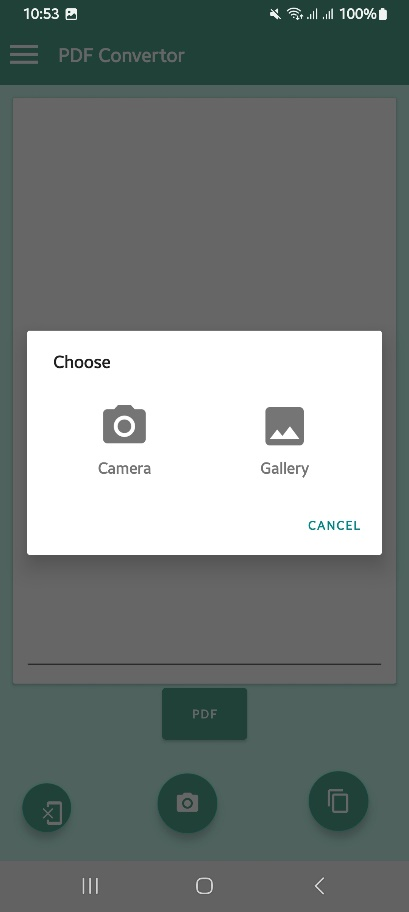 10:53 100%
PDF Convertor
Choose
Camera Gallery
CANCEL
PDF